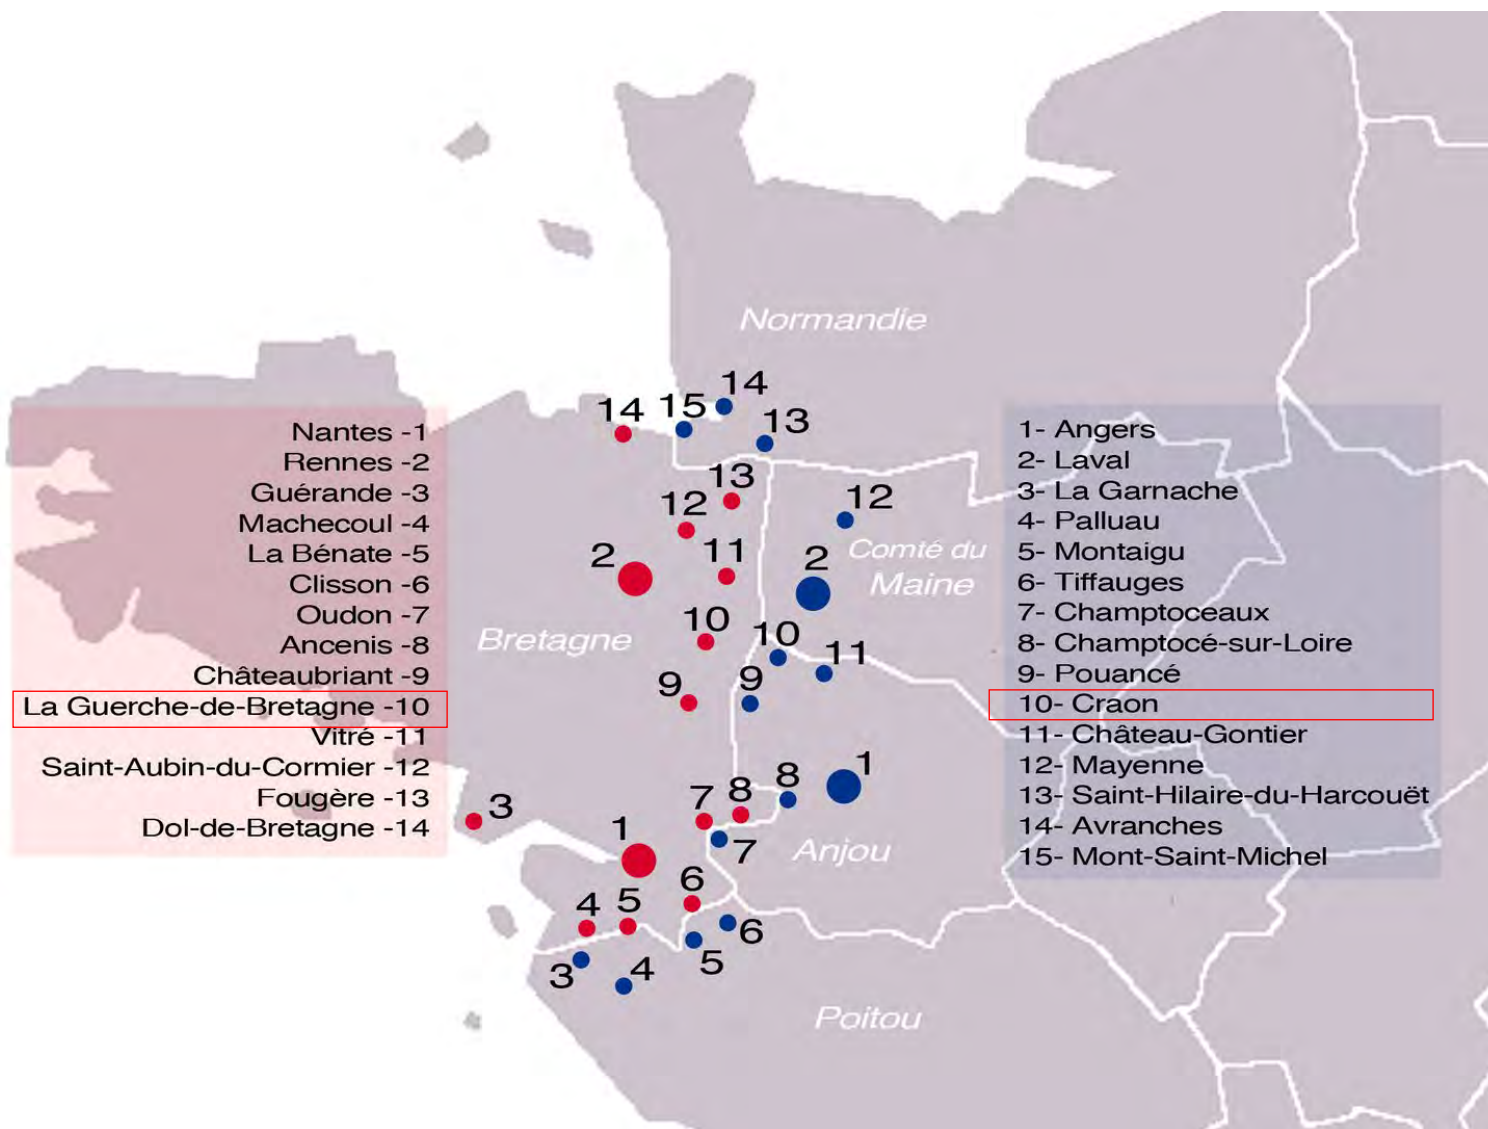 Normandie
14
14
15
13
Nantes -1
Rennes -2
Guérande -3
Machecoul -4
La Bénate -5
Clisson -6
Oudon -7
Ancenis -8
Châteaubriant -9
La Guerche-de-Bretagne -10
Vitré -11
Saint-Aubin-du-Cormier -12
Fougère -13
Dol-de-Bretagne -14
13
12
12
2
11
2
Comté du
Maine
10
Bretagne
10
11
9
9
1
8
7
8
3
1
7
Anjou
6
4
5
6
5
3
4
Poitou
1- Angers
2- Laval
3- La Garnache
4- Palluau
5- Montaigu
6- Tiffauges
7- Champtoceaux
8- Champtocé-sur-Loire
9- Pouancé
10- Craon
11- Château-Gontier
12- Mayenne
13- Saint-Hilaire-du-Harcouët
14- Avranches
15- Mont-Saint-Michel